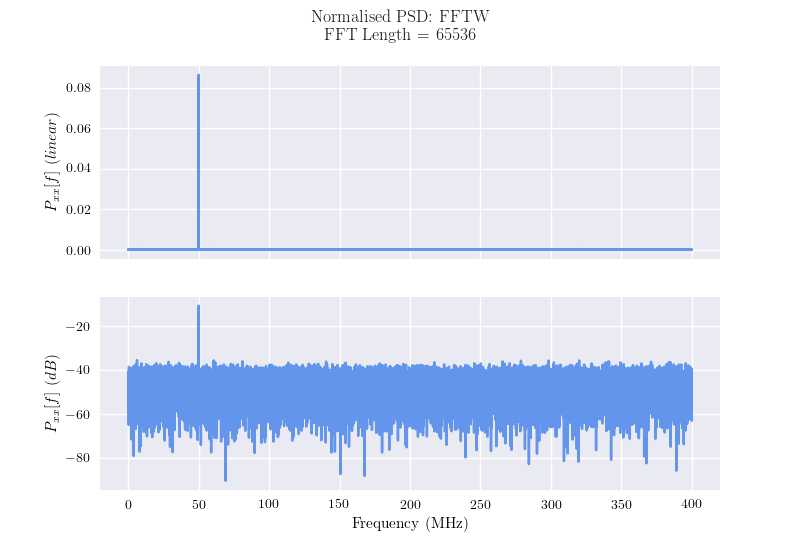 Normalised PSD: FFTW
FFT Length = 65536
P_{xx}[f] (linear)
0.08
0.06
0.04
0.02
0.00
P_{xx}[f] (dB)
−20
−40
−60
−80
0 50 100 150 200 250 300 350 400
Frequency (MHz)